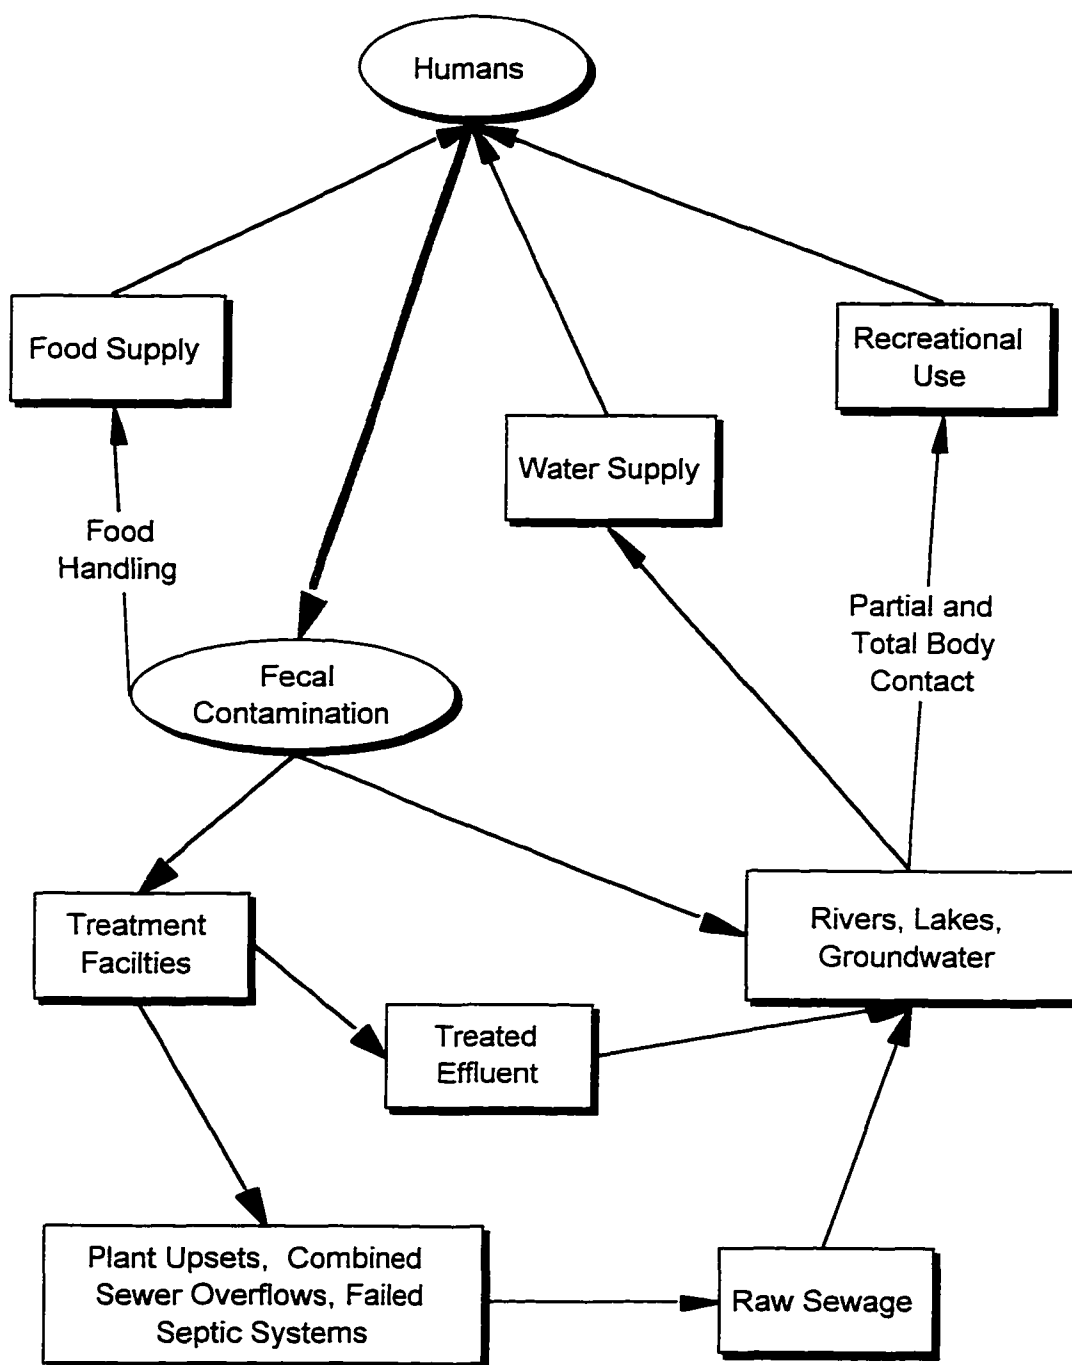 Humans
Food Supply
Recreational
Use
Water Supply
Food
Handling
Partial and
Total Body
Contact
Fecal
Contamination
Treatment
Facilties
Rivers, Lakes,
Groundwater
Treated
Effluent
Plant Upsets, Combined
Sewer Overflows, Failed
Septic Systems
Raw Sewage